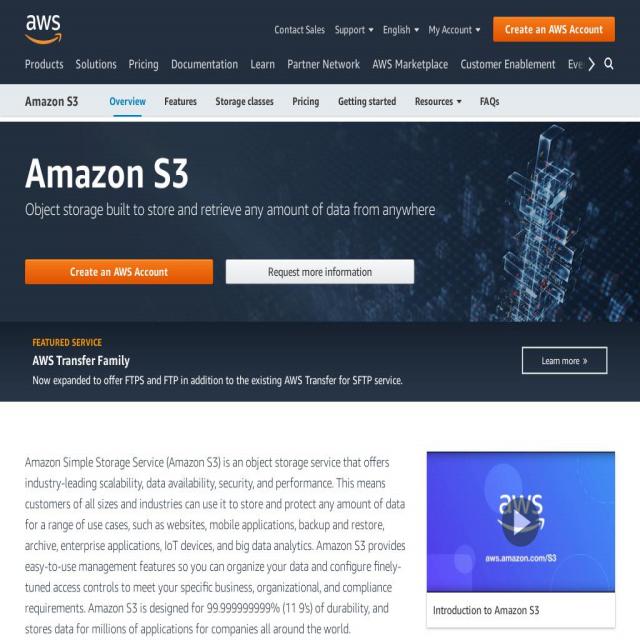 aws
Contact Sales Support English My Account Create an AWS Account
Products Solutions Pricing Documentation Learn Partner Network AWS Marketplace Customer Enablement
Amazon S3 Overview Features Storage classes Pricing Getting started Resources FAQs
Amazon S3
Object storage built to store and retrieve any amount of data from anywhere
Create an AWS Account Request more information
FEATURED SERVICE
AWS Transfer Family
Now expanded to offer FTPS and FTP in addition to the existing AWS Transfer for SFTP service.
Learn more »
Amazon Simple Storage Service (Amazon S3) is an object storage service that offers
industry-leading scalability, data availability, security, and performance. This means
customers of all sizes and industries can use it to store and protect any amount of data
for a range of use cases, such as websites, mobile applications, backup and restore,
archive, enterprise applications, IoT devices, and big data analytics. Amazon S3 provides
easy-to-use management features so you can organize your data and configure finely-
tuned access controls to meet your specific business, organizational, and compliance
requirements. Amazon S3 is designed for 99.999999999% (11 9's) of durability, and
stores data for millions of applications for companies all around the world.
aws
aws.amazon.com/S3
Introduction to Amazon S3